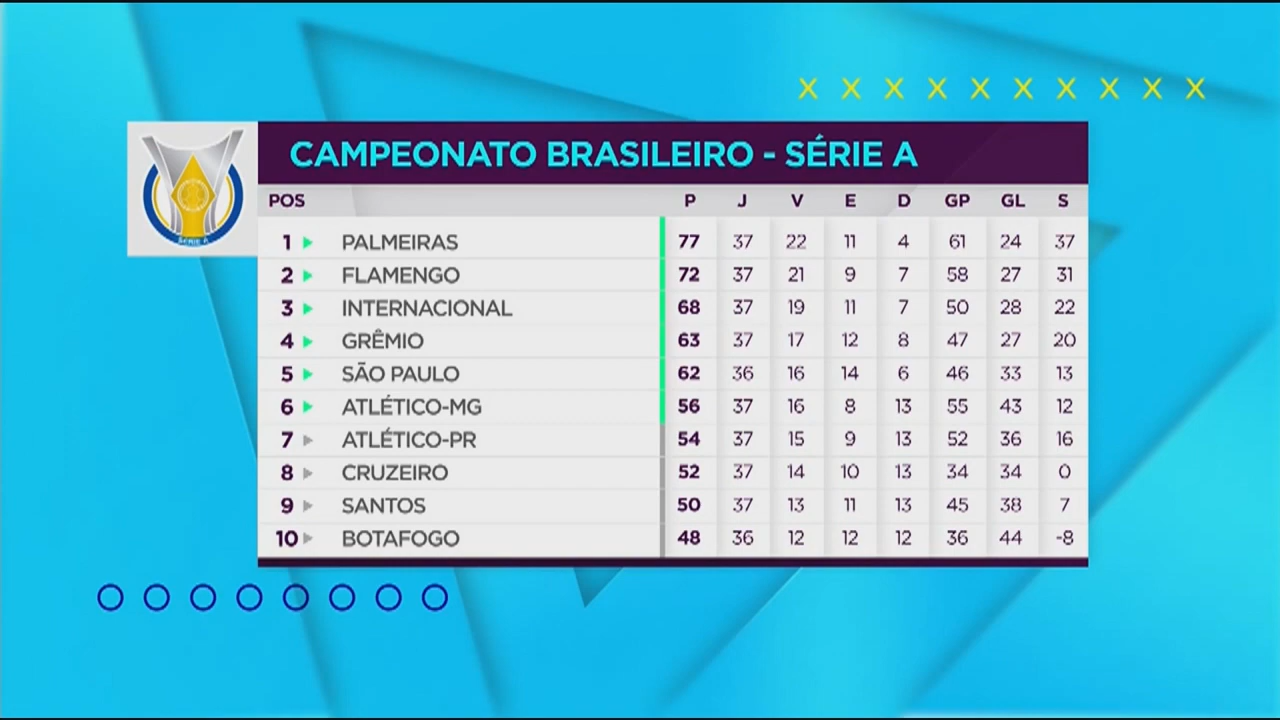 CAMPEONATO BRASILEIRO - SÉRIE A
SÉRIE A
POS P J V E D GP GL S
1 PALMEIRAS 77 37 22 11 4 61 24 37
2 FLAMENGO 72 37 21 9 7 58 27 31
3 INTERNACIONAL 68 37 19 11 7 50 28 22
4 GRÊMIO 63 37 17 12 8 47 27 20
5 SÃO PAULO 62 36 16 14 6 46 33 13
6 ATLÉTICO-MG 56 37 16 8 13 55 43 12
7 ATLÉTICO-PR 54 37 15 9 13 52 36 16
8 CRUZEIRO 52 37 14 10 13 34 34 0
9 SANTOS 50 37 13 11 13 45 38 7
10 BOTAFOGO 48 36 12 12 12 36 44 -8